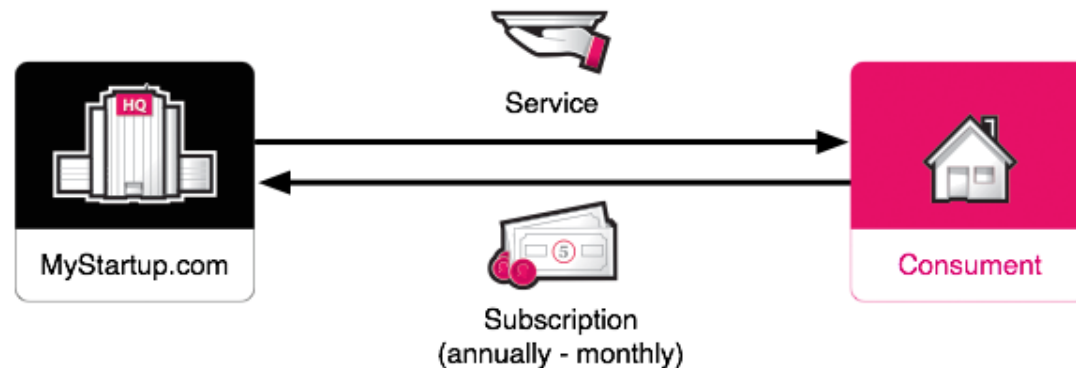 Service
HQ
MyStartup.com
5
Consument
Subscription
(annually - monthly)